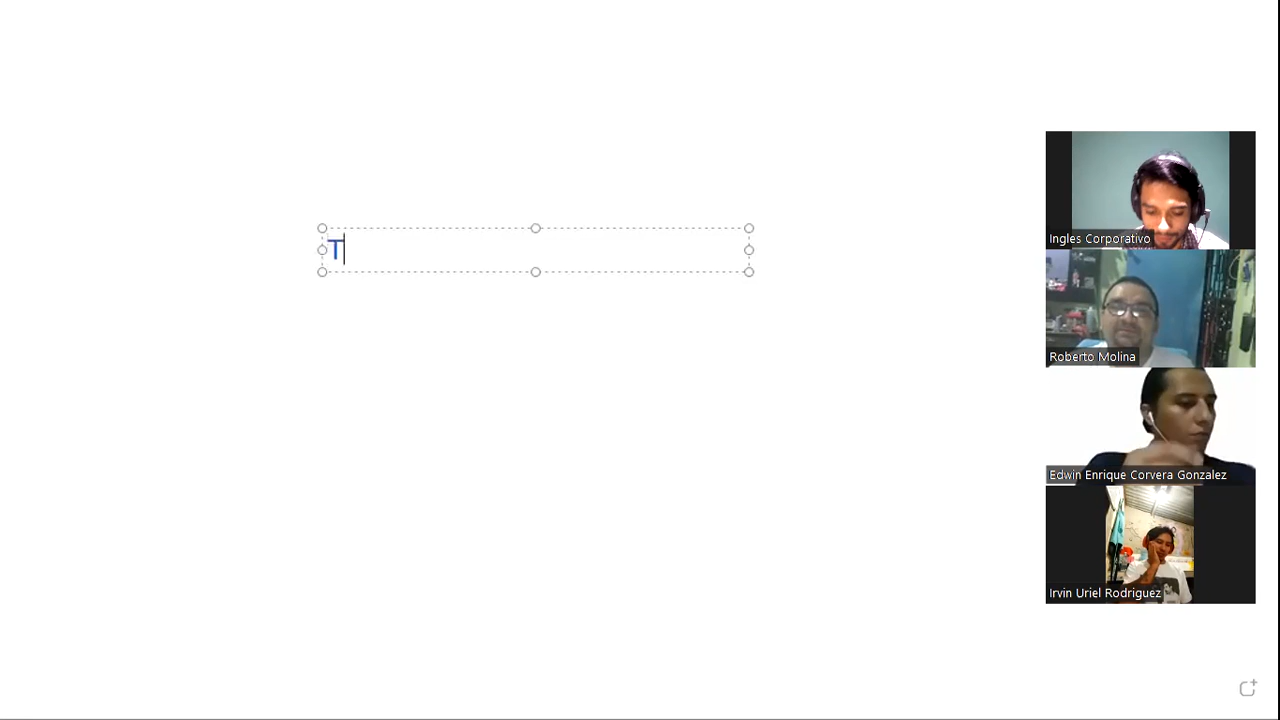 T
Ingles Corporativo
Roberto Molina
Edwin Enrique Corvera Gonzalez
Irvin Uriel Rodriguez